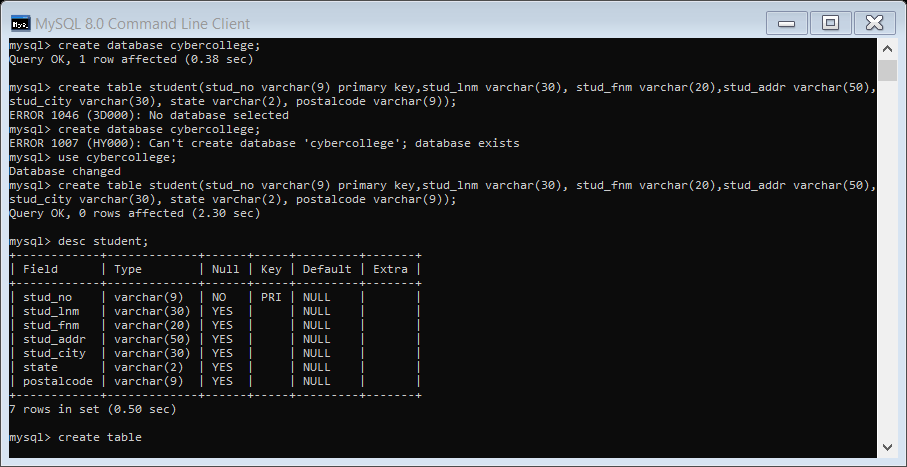 MySQL 8.0 Command Line Client
mysql> create database cybercollege;
Query OK, 1 row affected (0.38 sec)
mysql> create table student(stud_no varchar(9) primary key,stud_lnm varchar(30), stud_fnm varchar(20),stud_addr varchar(50),
stud_city varchar(30), state varchar(2), postalcode varchar(9));
ERROR 1046 (3D000): No database selected
mysql> create database cybercollege;
ERROR 1007 (HY000): Can't create database 'cybercollege'; database exists
mysql> use cybercollege;
Database changed
mysql> create table student(stud_no varchar(9) primary key,stud_lnm varchar(30), stud_fnm varchar(20),stud_addr varchar(50),
stud_city varchar(30), state varchar(2), postalcode varchar(9));
Query OK, 0 rows affected (2.30 sec)
mysql> desc student;
+------------+-------------+------+-----+---------+-------+
| Field      | Type        | Null | Key | Default | Extra |
+------------+-------------+------+-----+---------+-------+
| stud_no    | varchar(9)  | NO   | PRI | NULL    |       |
| stud_lnm   | varchar(30) | YES  |     | NULL    |       |
| stud_fnm   | varchar(20) | YES  |     | NULL    |       |
| stud_addr  | varchar(50) | YES  |     | NULL    |       |
| stud_city  | varchar(30) | YES  |     | NULL    |       |
| state      | varchar(2)  | YES  |     | NULL    |       |
| postalcode | varchar(9)  | YES  |     | NULL    |       |
+------------+-------------+------+-----+---------+-------+
7 rows in set (0.50 sec)
mysql> create table